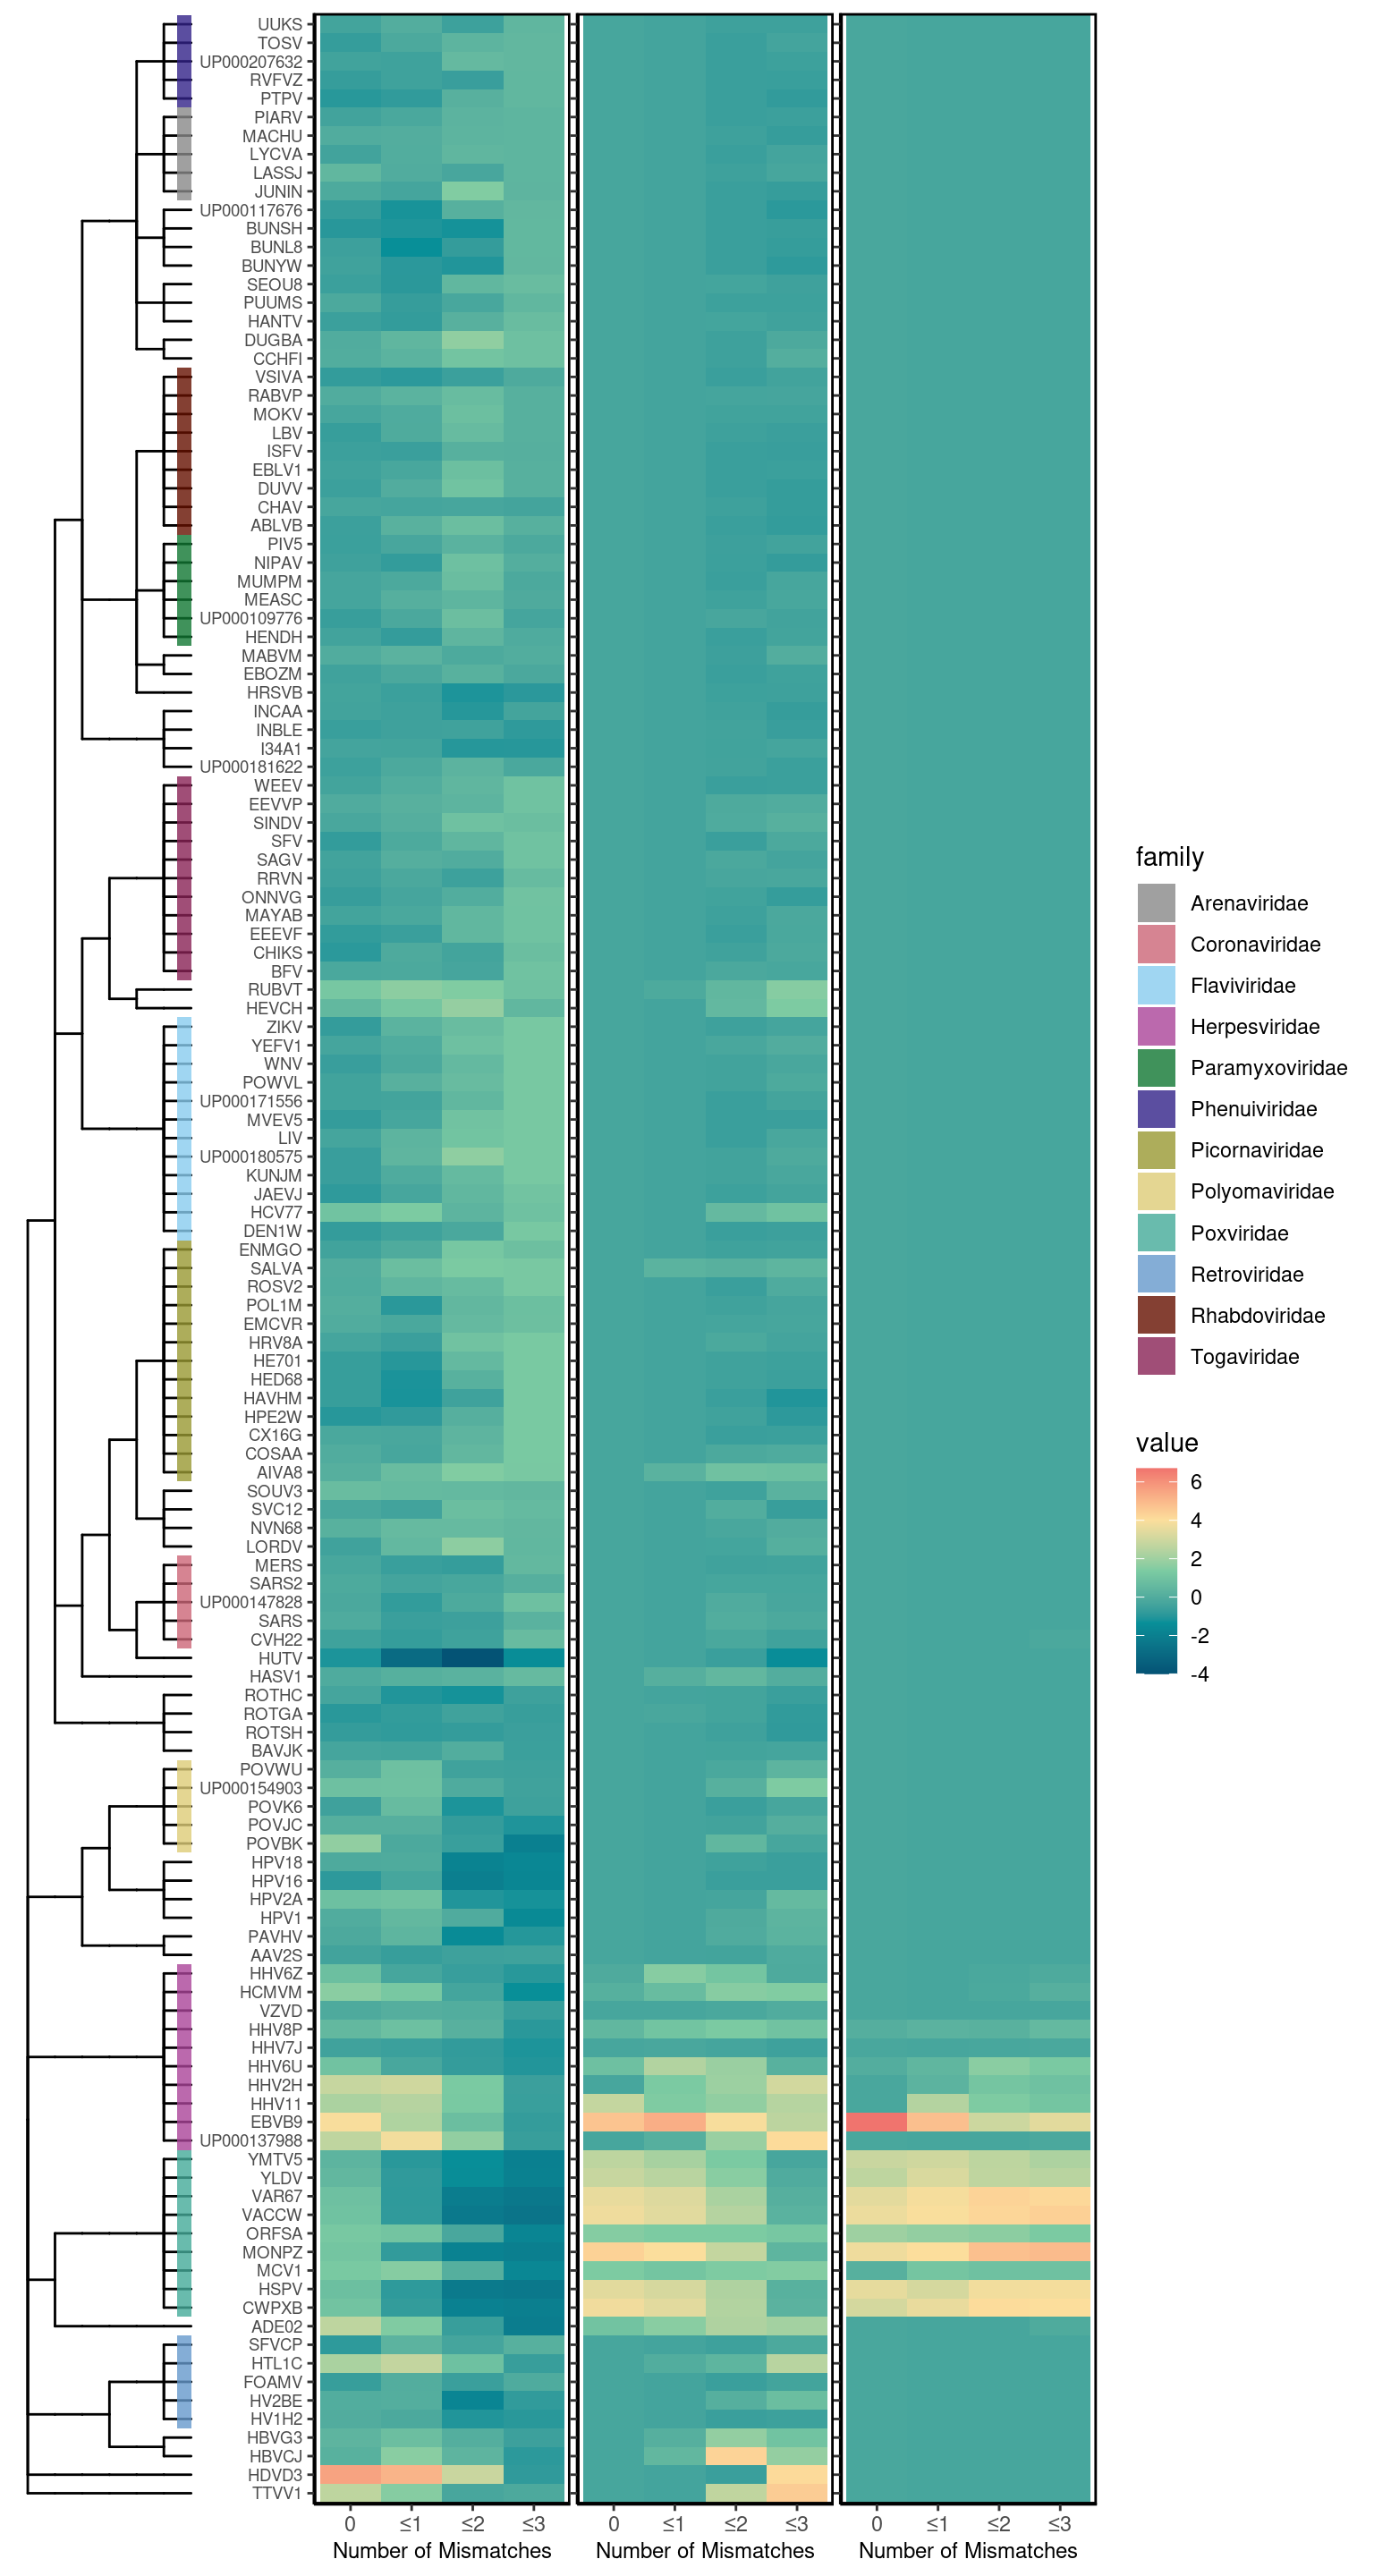 UUKS
TOSV
UP000207632
RVFVZ
PTPV
PIARV
MACHU
LYCVA
LASSJ
JUNIN
UP000117676
BUNSH
BUNL8
BUNYW
SEOU8
PUUMS
HANTV
DUGBA
CCHFI
VSIVA
RABVP
MOKV
LBV
ISFV
EBLV1
DUVV
CHAV
ABLVB
PIV5
NIPAV
MUMPM
MEASC
UP000109776
HENDH
MABVM
EBOZM
HRSVB
INCAA
INBLE
I34A1
UP000181622
WEEV
EEVVP
SINDV
SFV
SAGV
RRVN
ONNVG
MAYAB
EEEVF
CHIKS
BFV
RUBVT
HEVCH
ZIKV
YEFV1
WNV
POWVL
UP000171556
MVEV5
LIV
UP000180575
KUNJM
JAEVJ
HCV77
DEN1W
ENMGO
SALVA
ROSV2
POL1M
EMCVR
HRV8A
HE701
HED68
HAVHM
HPE2W
CX16G
COSAA
AIVA8
SOUV3
SVC12
NVN68
LORDV
MERS
SARS2
UP000147828
SARS
CVH22
HUTV
HASV1
ROTHC
ROTGA
ROTSH
BAVJK
POVWU
UP000154903
POVK6
POVJC
POVBK
HPV18
HPV16
HPV2A
HPV1
PAVHV
AAV2S
HHV6Z
HCMVM
VZVD
HHV8P
HHV7J
HHV6U
HHV2H
HHV11
EBVB9
UP000137988
YMTV5
YLDV
VAR67
VACCW
ORFSA
MONPZ
MCV1
HSPV
CWPXB
ADE02
SFVCP
HTL1C
FOAMV
HV2BE
HV1H2
HBVG3
HBVCJ
HDVD3
TTVV1
0 ≤1 ≤2 ≤3 0 ≤1 ≤2 ≤3 0 ≤1 ≤2 ≤3
Number of Mismatches Number of Mismatches Number of Mismatches
family
Arenaviridae
Coronaviridae
Flaviviridae
Herpesviridae
Paramyxoviridae
Phenuiviridae
Picornaviridae
Polyomaviridae
Poxviridae
Retroviridae
Rhabdoviridae
Togaviridae
value
6
4
2
0
-2
-4